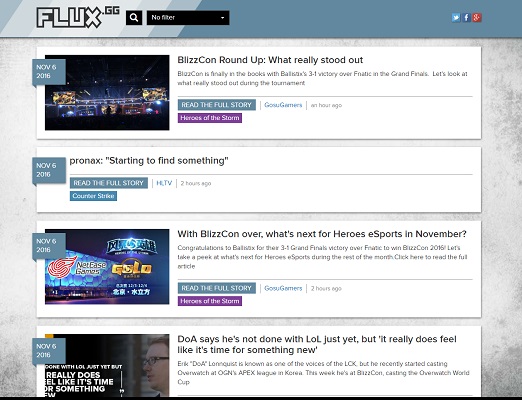 FLUX.GG
No filter
NOV 6
2016
BlizzCon Round Up: What really stood out
BlizzCon is finally in the books with Ballistix's 3-1 victory over Fnatic in the Grand Finals. Let's look at
what really stood out during the tournament
READ THE FULL STORY
GosuGamers
an hour ago
Heroes of the Storm
NOV 6
2016
pronax: "Starting to find something"
READ THE FULL STORY
HLTV
2 hours ago
Counter Strike
NOV 6
2016
NetEase
Games
GOLD
北京·水立方
With BlizzCon over, what's next for Heroes eSports in November?
Congratulations to Ballistix for their 3-1 Grand Finals victory over Fnatic to win BlizzCon 2016! Let's
take a peek at what's next for Heroes eSports during the rest of the month.Click here to read the full
article
READ THE FULL STORY
GosuGamers
2 hours ago
Heroes of the Storm
NOV 6
2016
DONE WITH LOL JUST YET BUT
REALLY DOES
FEEL LIKE IT'S TIME
FOR SOMETHING
NEW
DoA says he's not done with LoL just yet, but 'it really does feel
like it's time for something new'
Erik "DoA" Lonnquist is known as one of the voices of the LCK, but he recently started casting
Overwatch at OGN's APEX league in Korea. This week he's at BlizzCon, casting the Overwatch World
Cup